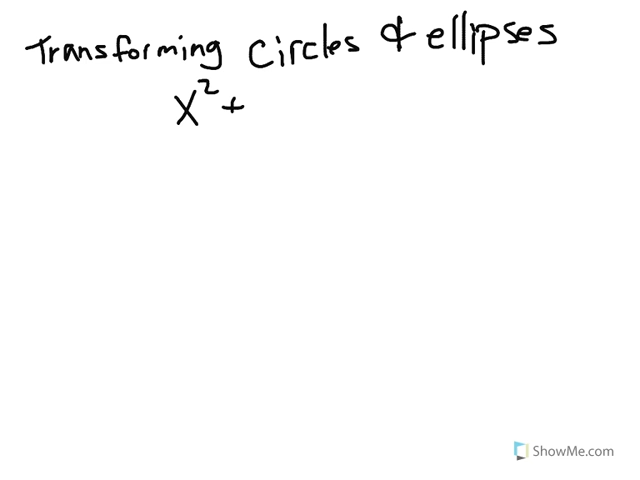 Transforming circles & ellipses
x² +
ShowMe.com